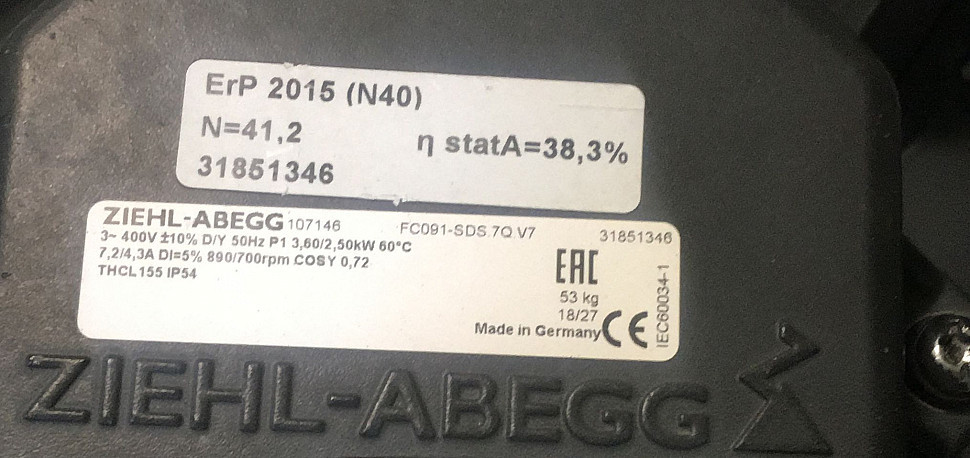 ErP 2015 (N40)
N=41,2 η statA=38,3%
31851346
ZIEHL-ABEGG 107146 FC091-SDS.7Q.V7 31851346
3~ 400V ±10% D/Y 50Hz P1 3,60/2,50kW 60°C
7,2/4,3A DI=5% 890/700rpm COSY 0,72
THCL155 IP54
EAC
53 kg
18/27
Made in Germany CE
IEC60034-1
ZIEHL-ABEGG